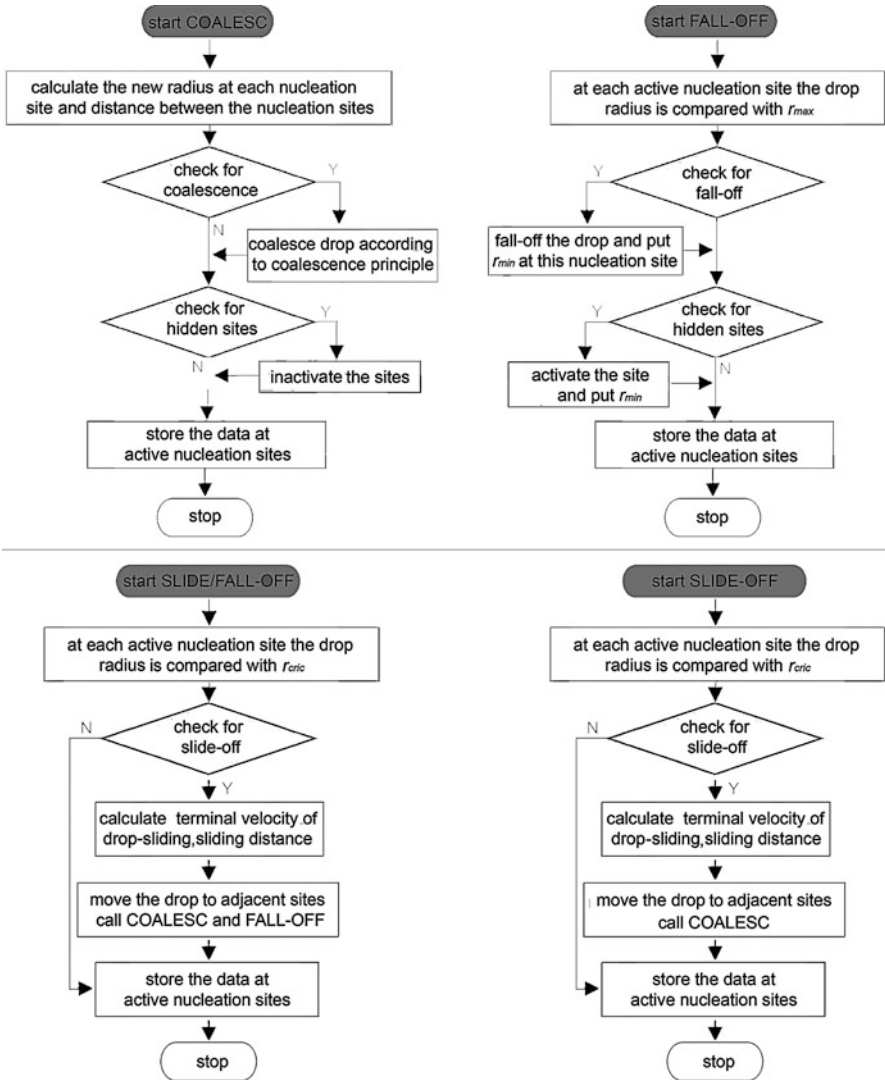 start COALESC
calculate the new radius at each nucleation
site and distance between the nucleation sites
check for
coalescence
Y
N
coalesce drop according
to coalescence principle
check for
hidden sites
Y
N
inactivate the sites
store the data at
active nucleation sites
stop
start FALL-OFF
at each active nucleation site the drop
radius is compared with rmax
Y
check for
fall-off
fall-off the drop and put
rmin at this nucleation site
Y
check for
hidden sites
N
activate the site
and put rmin
store the data at
active nucleation sites
stop
start SLIDE/FALL-OFF
at each active nucleation site the drop
radius is compared with rcric
N
check for
slide-off
Y
calculate terminal velocity.of
drop-sliding,sliding distance
move the drop to adjacent sites
call COALESC and FALL-OFF
store the data at
active nucleation sites
stop
start SLIDE-OFF
at each active nucleation site the drop
radius is compared with rcric
N
check for
slide-off
Y
calculate terminal velocity.of
drop-sliding,sliding distance
move the drop to adjacent sites
call COALESC
store the data at
active nucleation sites
stop